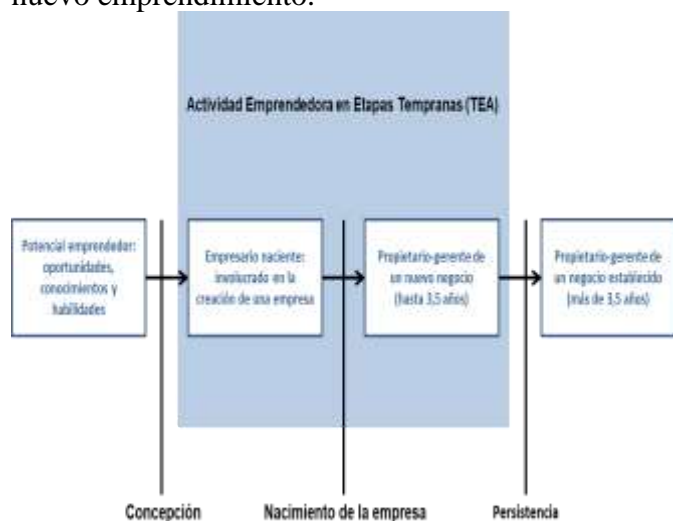 nuevo emprendimiento.
Actividad Emprendedora en Etapas Tempranas (TEA)
Potencial emprendedor:
oportunidades,
conocimientos y
habilidades
Empresario naciente:
involucrado en la
creación de una empresa
Propietario-gerente de
un nuevo negocio
(hasta 3,5 años)
Propietario-gerente de
un negocio establecido
(más de 3,5 años)
Concepción
Nacimiento de la empresa
Persistencia